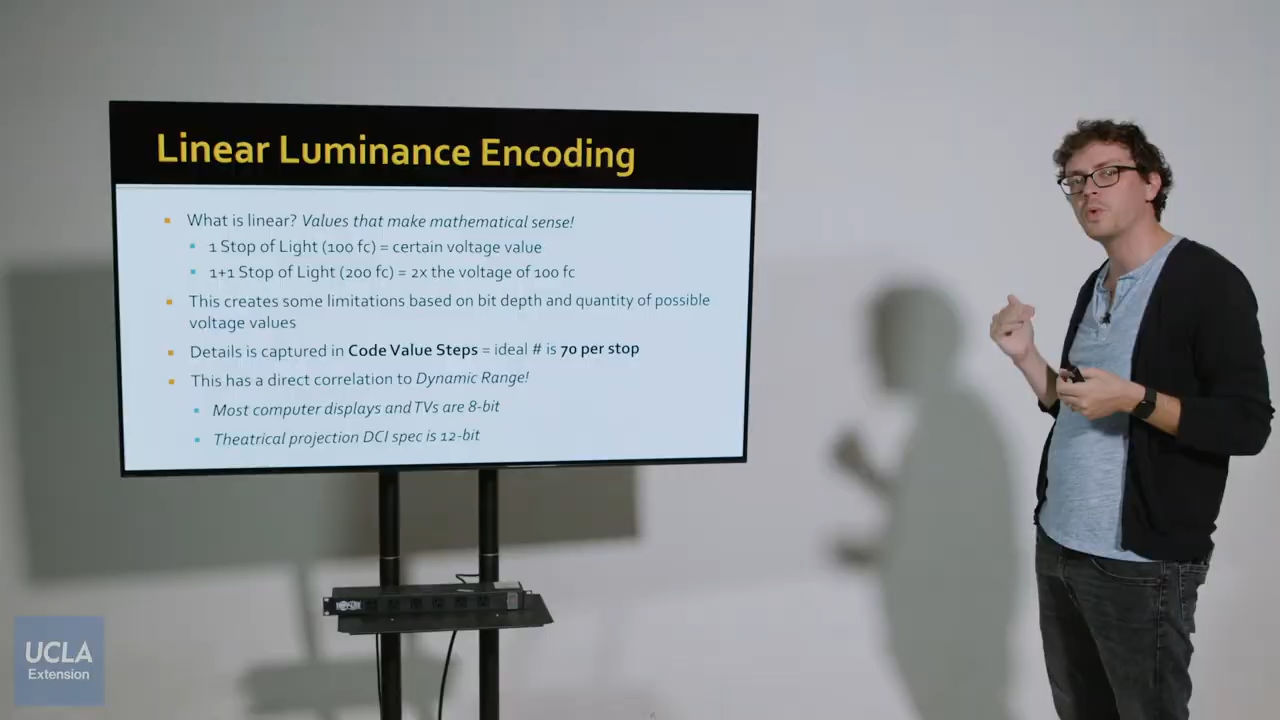 Linear Luminance Encoding
What is linear? Values that make mathematical sense!
1 Stop of Light (100 fc) = certain voltage value
1+1 Stop of Light (200 fc) = 2x the voltage of 100 fc
This creates some limitations based on bit depth and quantity of possible
voltage values
Details is captured in Code Value Steps = ideal # is 70 per stop
This has a direct correlation to Dynamic Range!
Most computer displays and TVs are 8-bit
Theatrical projection DCI spec is 12-bit
UCLA
Extension